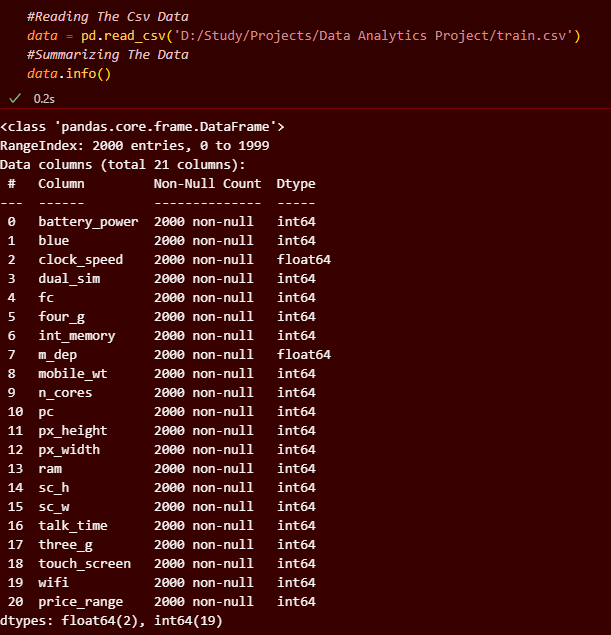 #Reading The Csv Data
data = pd.read_csv('D:/Study/Projects/Data Analytics Project/train.csv')
#Summarizing The Data
data.info()
✓ 0.2s
<class 'pandas.core.frame.DataFrame'>
RangeIndex: 2000 entries, 0 to 1999
Data columns (total 21 columns):
 #   Column         Non-Null Count  Dtype
---  ------         --------------  -----
 0   battery_power  2000 non-null   int64
 1   blue           2000 non-null   int64
 2   clock_speed    2000 non-null   float64
 3   dual_sim       2000 non-null   int64
 4   fc             2000 non-null   int64
 5   four_g         2000 non-null   int64
 6   int_memory     2000 non-null   int64
 7   m_dep          2000 non-null   float64
 8   mobile_wt      2000 non-null   int64
 9   n_cores        2000 non-null   int64
 10  pc             2000 non-null   int64
 11  px_height      2000 non-null   int64
 12  px_width       2000 non-null   int64
 13  ram            2000 non-null   int64
 14  sc_h           2000 non-null   int64
 15  sc_w           2000 non-null   int64
 16  talk_time      2000 non-null   int64
 17  three_g        2000 non-null   int64
 18  touch_screen   2000 non-null   int64
 19  wifi           2000 non-null   int64
 20  price_range    2000 non-null   int64
dtypes: float64(2), int64(19)